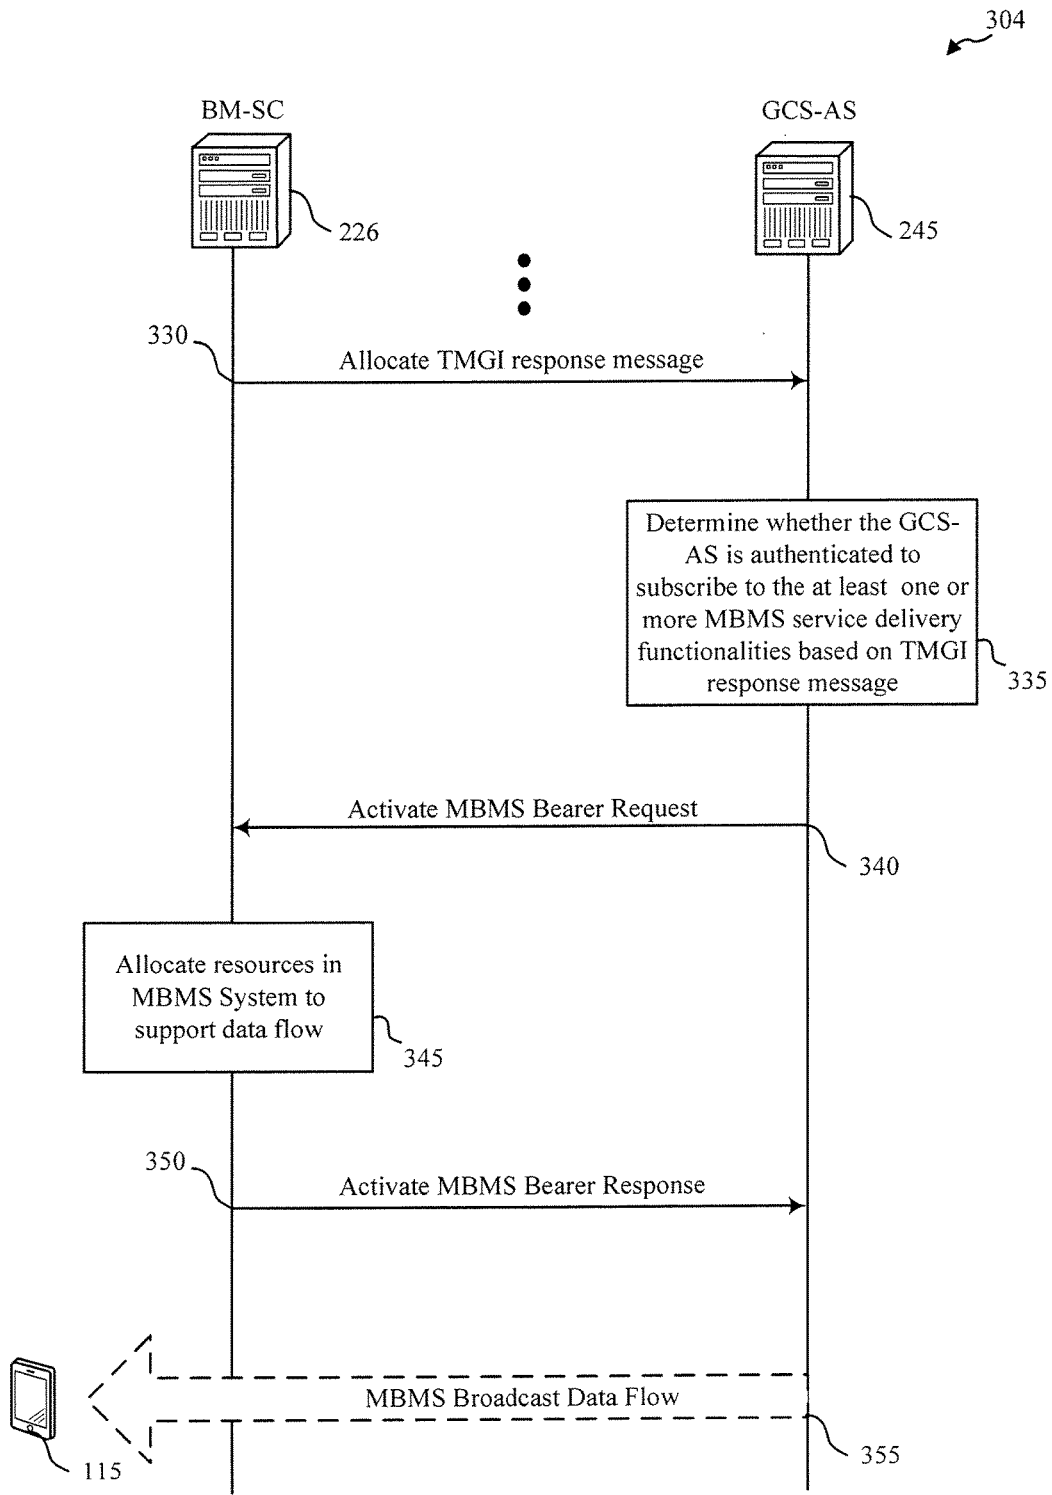 304
BM-SC
GCS-AS
226
245
330
Allocate TMGI response message
Determine whether the GCS-
AS is authenticated to
subscribe to the at least one or
more MBMS service delivery
functionalities based on TMGI
response message
335
Activate MBMS Bearer Request
340
Allocate resources in
MBMS System to
support data flow
345
350
Activate MBMS Bearer Response
MBMS Broadcast Data Flow
115
355